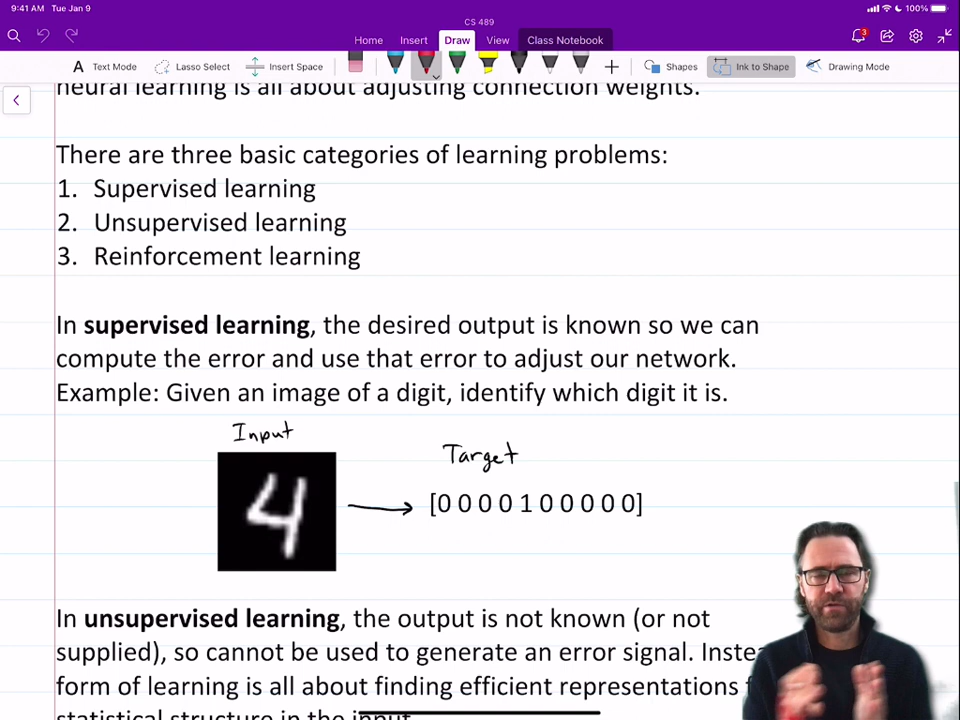 9:41 AM Tue Jan 9
100%
CS 489
Home Insert Draw View Class Notebook
3
A Text Mode Lasso Select Insert Space Shapes Ink to Shape Drawing Mode
neural learning is all about adjusting connection weights.
There are three basic categories of learning problems:
1. Supervised learning
2. Unsupervised learning
3. Reinforcement learning
In supervised learning, the desired output is known so we can
compute the error and use that error to adjust our network.
Example: Given an image of a digit, identify which digit it is.
Input
Target
4
[0 0 0 0 1 0 0 0 0 0]
In unsupervised learning, the output is not known (or not
supplied), so cannot be used to generate an error signal.
form of learning is all about finding efficient representations
statistical structure in the input.